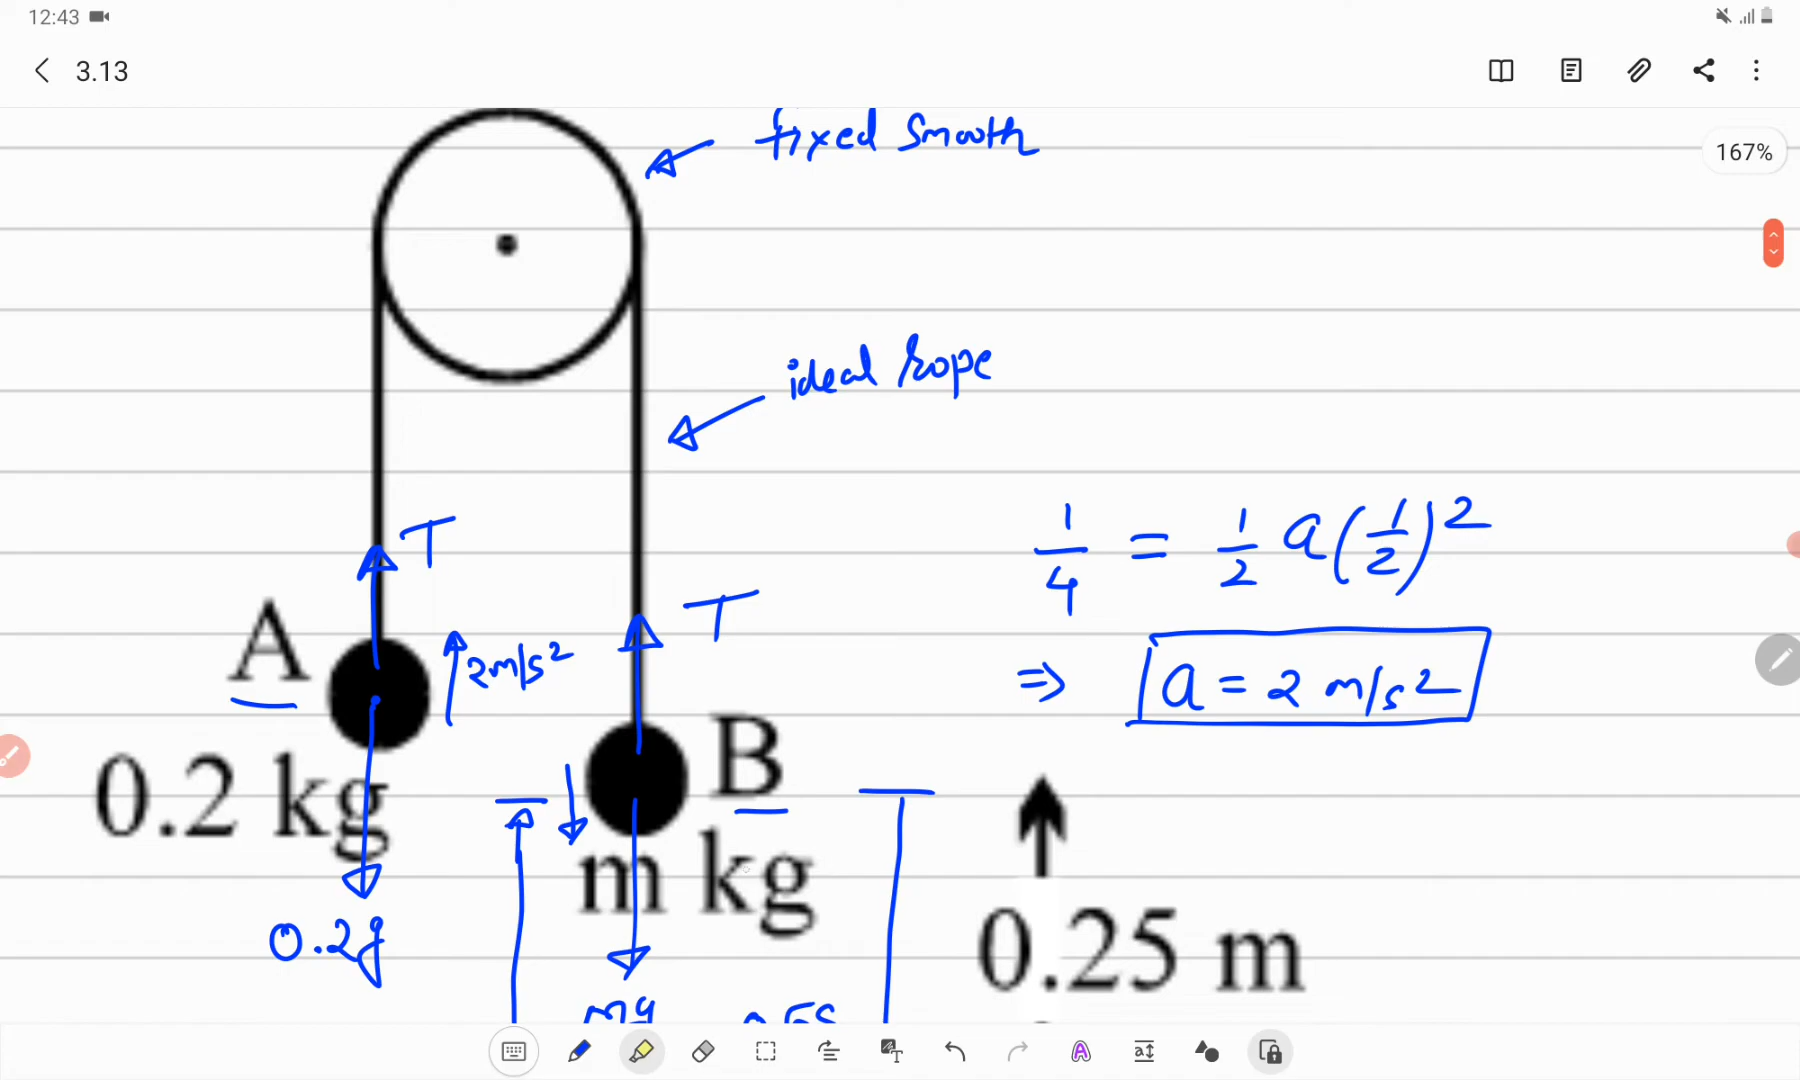 12:43
3.13
167%
fixed smooth
ideal rope
1/4 = 1/2 a(1/2)²
⇒ a = 2 m/s²
T
T
A
2m/s²
B
0.2 kg
m kg
0.2g
0.25 m
mg